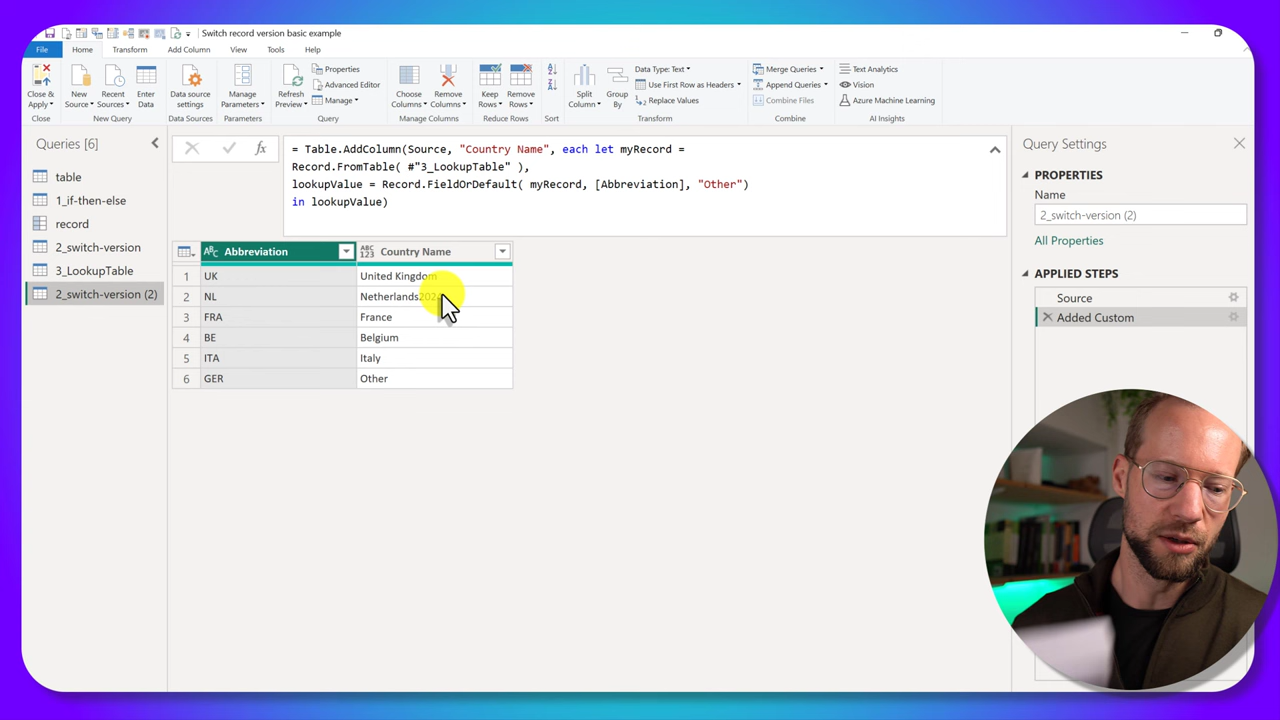 Switch record version basic example
File Home Transform Add Column View Tools Help
Close & Apply
Close
New Source
Recent Sources
Enter Data
New Query
Data source settings
Data Sources
Manage Parameters
Parameters
Refresh Preview
Properties
Advanced Editor
Manage
Query
Choose Columns
Remove Columns
Manage Columns
Keep Rows
Remove Rows
Reduce Rows
Sort
Split Column
Group By
Data Type: Text
Use First Row as Headers
Replace Values
Transform
Merge Queries
Append Queries
Combine Files
Combine
Text Analytics
Vision
Azure Machine Learning
AI Insights
Queries [6]
table
1_if-then-else
record
2_switch-version
3_LookupTable
2_switch-version (2)
fx
= Table.AddColumn(Source, "Country Name", each let myRecord =
Record.FromTable( #"3_LookupTable" ),
lookupValue = Record.FieldOrDefault( myRecord, [Abbreviation], "Other")
in lookupValue)
ABC Abbreviation ABC 123 Country Name
1 UK United Kingdom
2 NL
3 FRA France
4 BE Belgium
5 ITA Italy
6 GER Other
Query Settings
PROPERTIES
Name
2_switch-version (2)
All Properties
APPLIED STEPS
Source
Added Custom